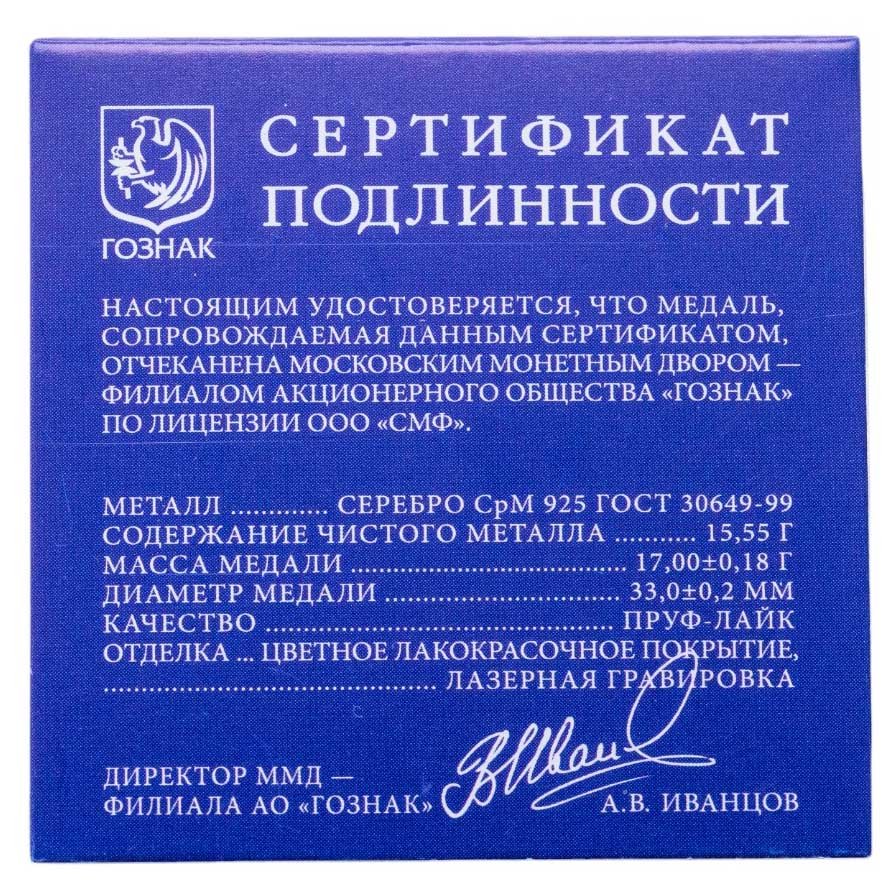 ГОЗНАК
СЕРТИФИКАТ
ПОДЛИННОСТИ
НАСТОЯЩИМ УДОСТОВЕРЯЕТСЯ, ЧТО МЕДАЛЬ,
СОПРОВОЖДАЕМАЯ ДАННЫМ СЕРТИФИКАТОМ,
ОТЧЕКАНЕНА МОСКОВСКИМ МОНЕТНЫМ ДВОРОМ —
ФИЛИАЛОМ АКЦИОНЕРНОГО ОБЩЕСТВА «ГОЗНАК»
ПО ЛИЦЕНЗИИ ООО «СМФ».
МЕТАЛЛ ............. СЕРЕБРО СрМ 925 ГОСТ 30649-99
СОДЕРЖАНИЕ ЧИСТОГО МЕТАЛЛА ........... 15,55 Г
МАССА МЕДАЛИ ..................................... 17,00±0,18 Г
ДИАМЕТР МЕДАЛИ ................................ 33,0±0,2 ММ
КАЧЕСТВО ............................................... ПРУФ-ЛАЙК
ОТДЕЛКА ... ЦВЕТНОЕ ЛАКОКРАСОЧНОЕ ПОКРЫТИЕ,
............................................. ЛАЗЕРНАЯ ГРАВИРОВКА
ДИРЕКТОР ММД —
ФИЛИАЛА АО «ГОЗНАК» А.В. ИВАНЦОВ